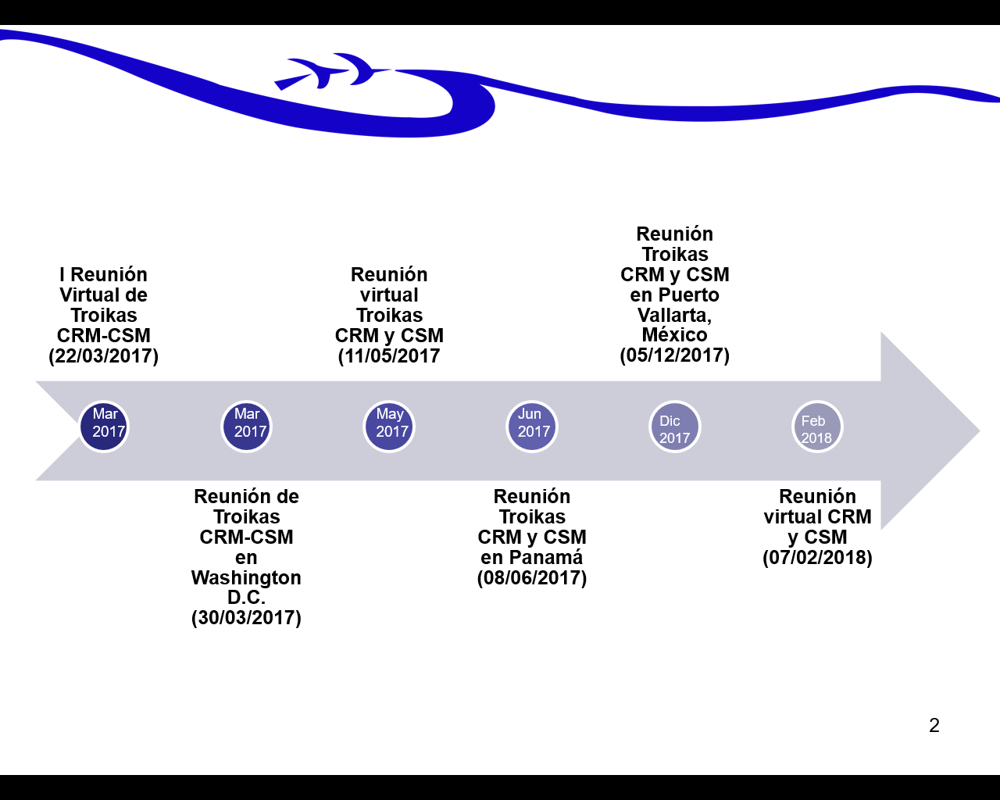 I Reunión
Virtual de
Troikas
CRM-CSM
(22/03/2017)
Reunión
virtual
Troikas
CRM y CSM
(11/05/2017
Reunión
Troikas
CRM y CSM
en Puerto
Vallarta,
México
(05/12/2017)
Mar
2017
Mar
2017
May
2017
Jun
2017
Dic
2017
Feb
2018
Reunión de
Troikas
CRM-CSM
en
Washington
D.C.
(30/03/2017)
Reunión
Troikas
CRM y CSM
en Panamá
(08/06/2017)
Reunión
virtual CRM
y CSM
(07/02/2018)
2